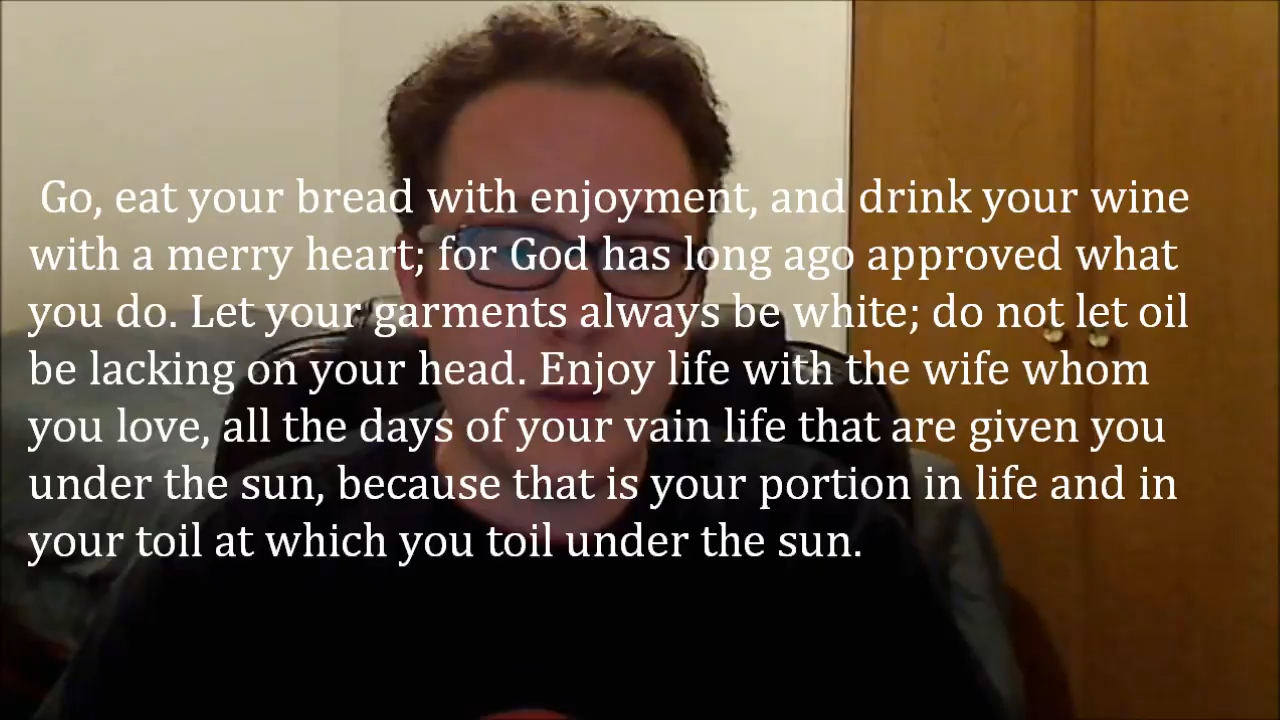 Go, eat your bread with enjoyment, and drink your wine
with a merry heart; for God has long ago approved what
you do. Let your garments always be white; do not let oil
be lacking on your head. Enjoy life with the wife whom
you love, all the days of your vain life that are given you
under the sun, because that is your portion in life and in
your toil at which you toil under the sun.